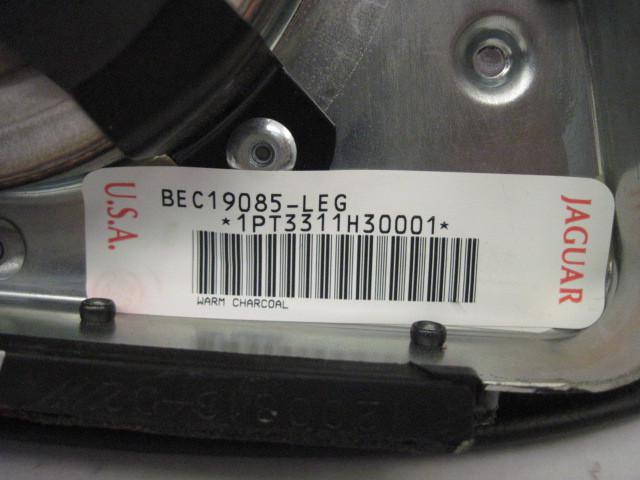 U.S.A.
BEC19085-LEG
*1PT3311H30001*
WARM CHARCOAL
JAGUAR